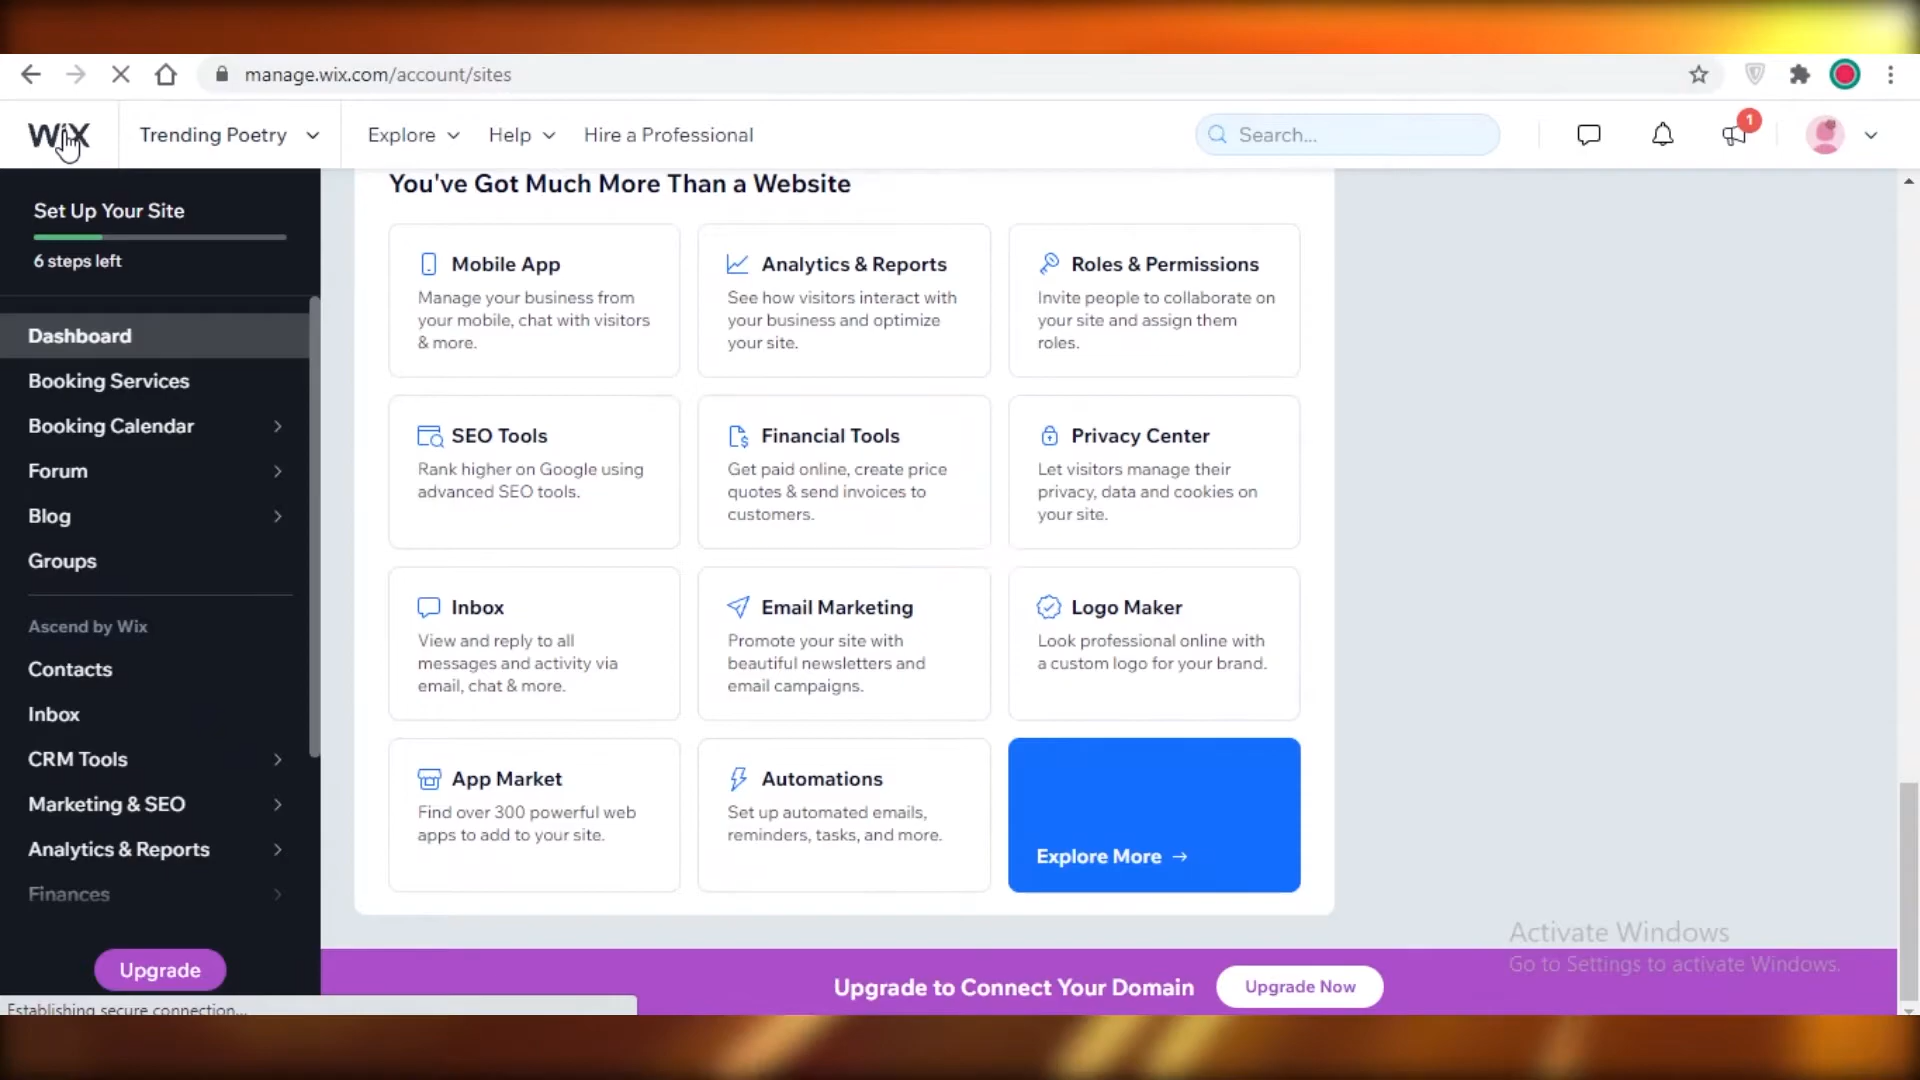 manage.wix.com/account/sites
WiX
Trending Poetry
Explore
Help
Hire a Professional
Search...
1
Set Up Your Site
6 steps left
Dashboard
Booking Services
Booking Calendar
Forum
Blog
Groups
Ascend by Wix
Contacts
Inbox
CRM Tools
Marketing & SEO
Analytics & Reports
Finances
Upgrade
Establishing secure connection...
You've Got Much More Than a Website
Mobile App
Manage your business from
your mobile, chat with visitors
& more.
Analytics & Reports
See how visitors interact with
your business and optimize
your site.
Roles & Permissions
Invite people to collaborate on
your site and assign them
roles.
SEO Tools
Rank higher on Google using
advanced SEO tools.
Financial Tools
Get paid online, create price
quotes & send invoices to
customers.
Privacy Center
Let visitors manage their
privacy, data and cookies on
your site.
Inbox
View and reply to all
messages and activity via
email, chat & more.
Email Marketing
Promote your site with
beautiful newsletters and
email campaigns.
Logo Maker
Look professional online with
a custom logo for your brand.
App Market
Find over 300 powerful web
apps to add to your site.
Automations
Set up automated emails,
reminders, tasks, and more.
Explore More →
Activate Windows
Go to Settings to activate Windows.
Upgrade to Connect Your Domain
Upgrade Now